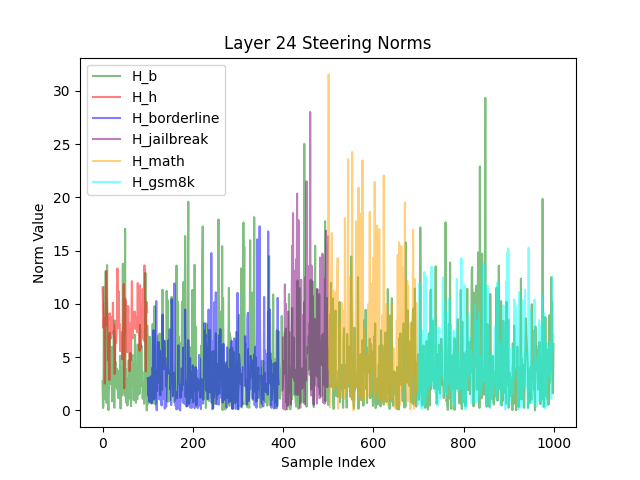 Layer 24 Steering Norms
H_b
H_h
H_borderline
H_jailbreak
H_math
H_gsm8k
Norm Value
30
25
20
15
10
5
0
0 200 400 600 800 1000
Sample Index